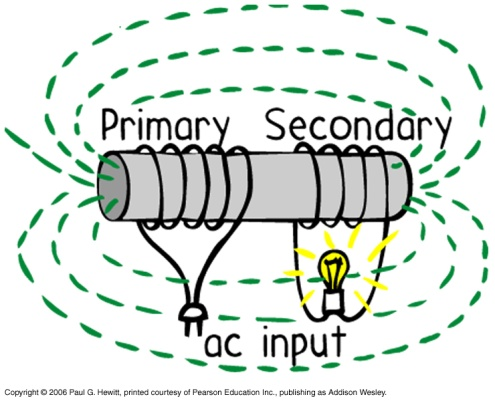 Primary Secondary
ac input
Copyright © 2006 Paul G. Hewitt, printed courtesy of Pearson Education Inc., publishing as Addison Wesley.